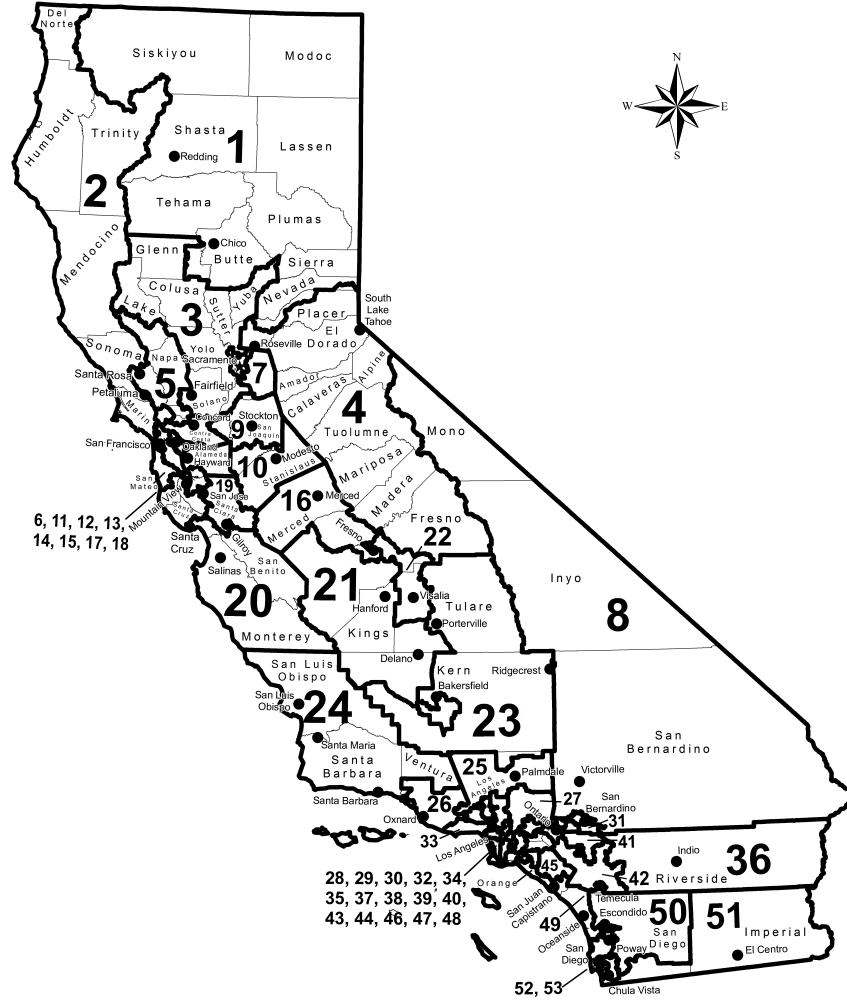 Del
Norte
Siskiyou
Modoc
N
W
E
S
Humboldt
Trinity
Shasta
1
Lassen
Redding
2
Tehama
Plumas
Mendocino
Glenn
Chico
Butte
Sierra
Colusa
Lake
3
Sutter
Yuba
Nevada
Placer
South
Lake
Tahoe
El
Dorado
Sonoma
Napa
Yolo
Sacramento
Roseville
7
Santa Rosa
5
Fairfield
Solano
Amador
Alpine
Petaluma
Marin
Calaveras
4
Concord
Contra
Costa
9
Stockton
San
Joaquin
Tuolumne
Mono
San Francisco
Oakland
Alameda
Hayward
10
Modesto
Stanislaus
Mariposa
San
Mateo
19
San Jose
Mountain View
Santa
Clara
Santa
Cruz
16
Merced
Merced
Madera
6, 11, 12, 13,
14, 15, 17, 18
Santa
Cruz
Gilroy
Fresno
Fresno
22
Salinas
San
Benito
20
21
Hanford
Visalia
Tulare
Inyo
8
Monterey
Kings
Porterville
Delano
San Luis
Obispo
Kern
Ridgecrest
Bakersfield
San Luis
Obispo
24
23
Santa Maria
San
Bernardino
Santa
Barbara
Ventura
25
Los
Angeles
Palmdale
Victorville
Santa Barbara
26
27
San
Bernardino
Oxnard
Ontario
31
33
Los Angeles
41
Indio
36
28, 29, 30, 32, 34,
35, 37, 38, 39, 40,
43, 44, 46, 47, 48
45
Orange
42
Riverside
San Juan
Capistrano
49
Temecula
Escondido
50
51
Oceanside
San
Diego
Imperial
San
Diego
Poway
El Centro
52, 53
Chula Vista